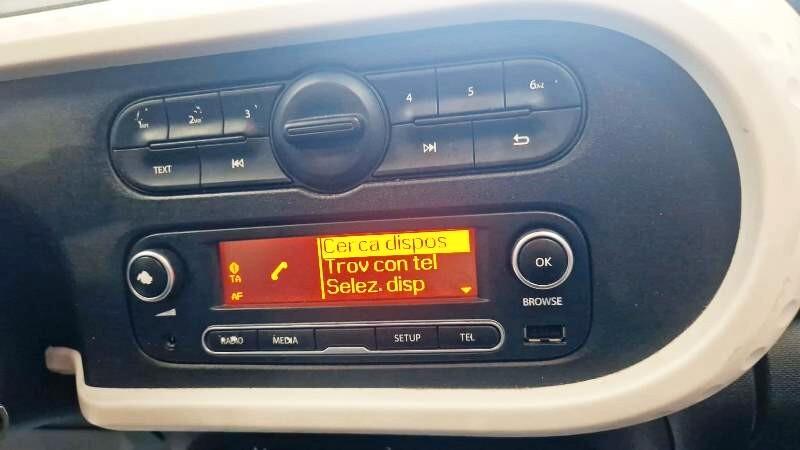 2
3
4
5
6
TEXT
Cerca dispos
Trov con tel
Selez. disp
TA
AF
OK
BROWSE
RADIO
MEDIA
SETUP
TEL